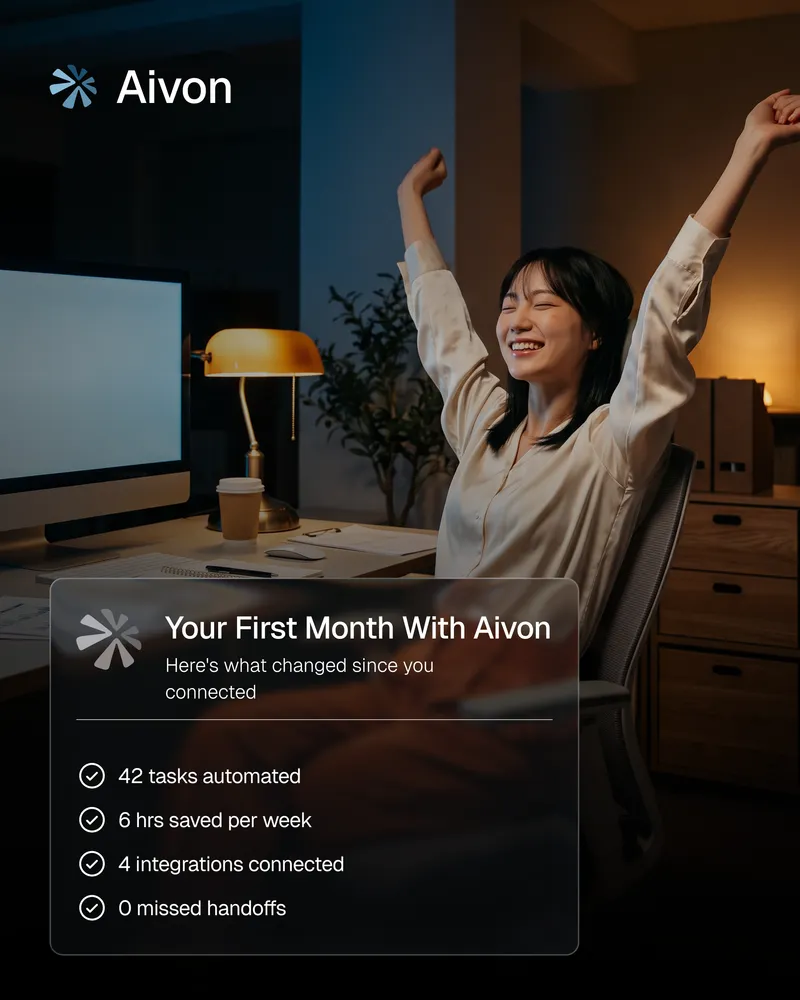 Aivon
Your First Month With Aivon
Here's what changed since you
connected
42 tasks automated
6 hrs saved per week
4 integrations connected
0 missed handoffs